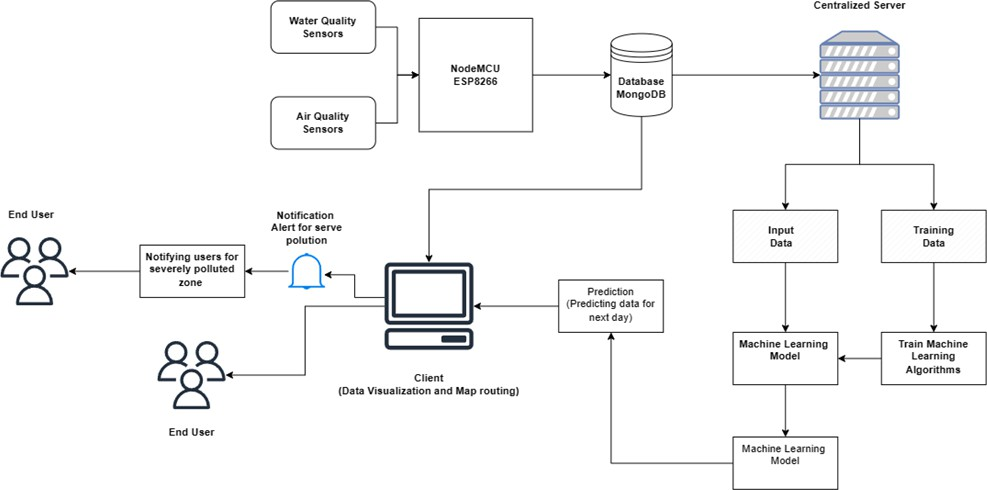 Centralized Server
Water Quality
Sensors
NodeMCU
ESP8266
Database
MongoDB
Air Quality
Sensors
End User
Notification
Alert for serve
polution
Input
Data
Training
Data
Notifying users for
severely polluted
zone
Prediction
(Predicting data for
next day)
Machine Learning
Model
Train Machine
Learning
Algorithms
Client
(Data Visualization and Map routing)
End User
Machine Learning
Model